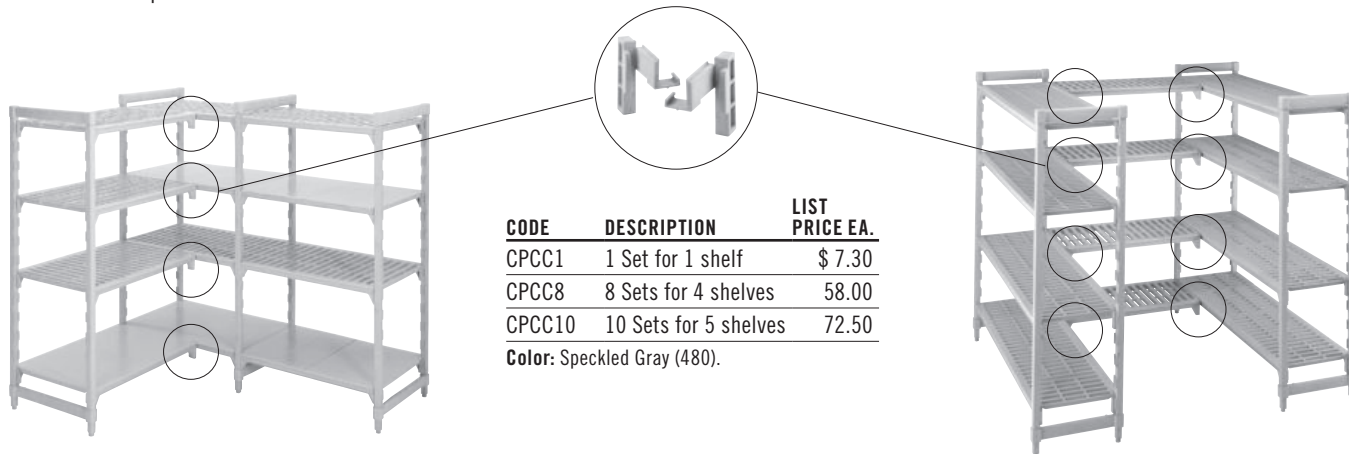 CODE DESCRIPTION LIST PRICE EA.
CPCC1 1 Set for 1 shelf $ 7.30
CPCC8 8 Sets for 4 shelves 58.00
CPCC10 10 Sets for 5 shelves 72.50
Color: Speckled Gray (480).